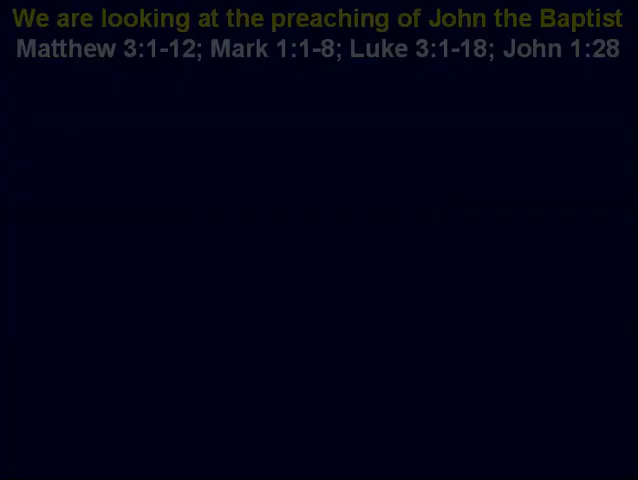 We are looking at the preaching of John the Baptist
Matthew 3:1-12; Mark 1:1-8; Luke 3:1-18; John 1:28